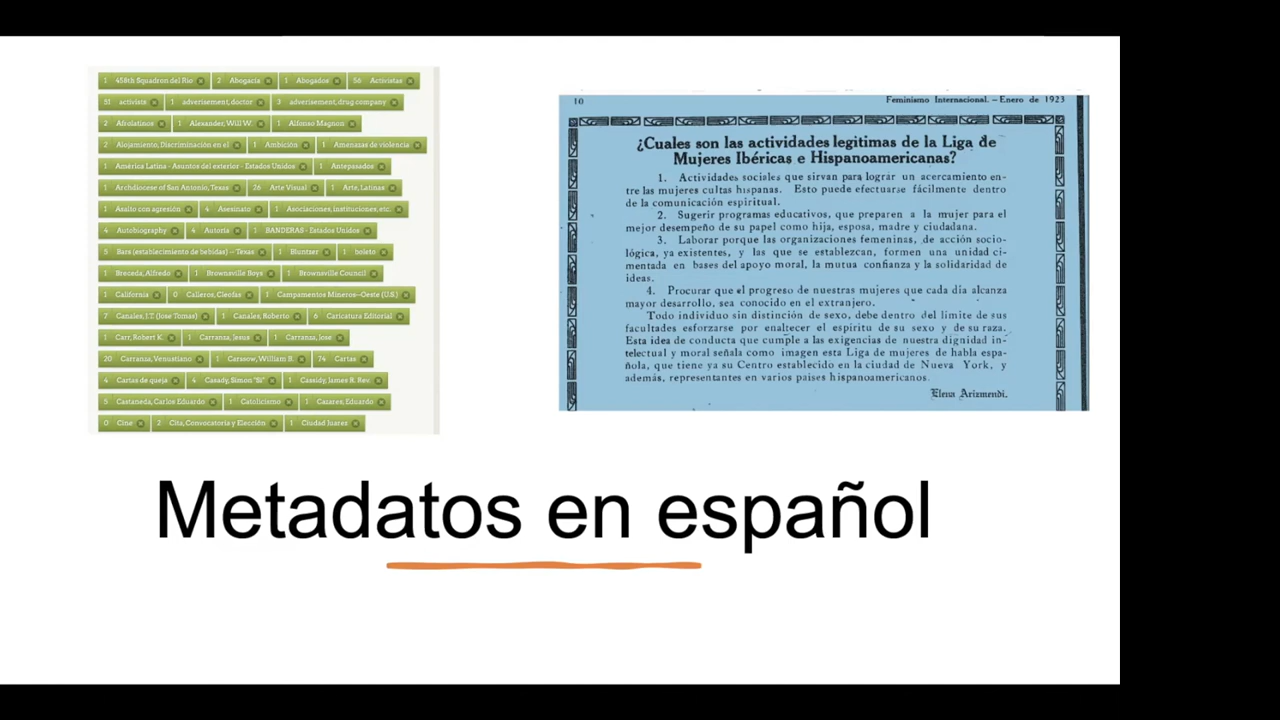 1 458th Squadron del Rio 2 Abogacía 1 Abogados 56 Activistas
51 activists 1 adverisement, doctor 3 adverisement, drug company
2 Afrolatinos 1 Alexander, Will W. 1 Alfonso Magnon
2 Alojamiento, Discriminación en el 1 Ambición 1 Amenazas de violencia
1 América Latina - Asuntos del exterior - Estados Unidos 1 Antepasados
1 Archdiocese of San Antonio, Texas 26 Arte Visual 1 Arte, Latinas
1 Asalto con agresión 4 Asesinato 1 Asociaciones, instituciones, etc.
4 Autobiography 4 Autoría 1 BANDERAS - Estados Unidos
5 Bars (establecimiento de bebidas) -- Texas 1 Bluntzer 1 boleto
1 Breceda, Alfredo 1 Brownsville Boys 1 Brownsville Council
1 California 0 Calleros, Cleofas 1 Campamentos Mineros--Oeste (U.S.)
7 Canales, J.T. (Jose Tomas) 1 Canales, Roberto 6 Caricatura Editorial
1 Carr, Robert K. 1 Carranza, Jesus 1 Carranza, Jose
20 Carranza, Venustiano 1 Carssow, William B. 74 Cartas
4 Cartas de queja 4 Casady, Simon "Si" 1 Cassidy, James R. Rev.
5 Castaneda, Carlos Eduardo 1 Catolicismo 1 Cazares, Eduardo
0 Cine 2 Cita, Convocatoria y Elección 1 Ciudad Juarez
10 Feminismo Internacional. — Enero de 1923
¿Cuales son las actividades legitimas de la Liga de
Mujeres Ibéricas e Hispanoamericanas?
1. Actividades sociales que sirvan para lograr un acercamiento en-
tre las mujeres cultas hispanas. Esto puede efectuarse fácilmente dentro
de la comunicación espiritual.
2. Sugerir programas educativos, que preparen a la mujer para el
mejor desempeño de su papel como hija, esposa, madre y ciudadana.
3. Laborar porque las organizaciones femeninas, de acción socio-
lógica, ya existentes, y las que se establezcan, formen una unidad ci-
mentada en bases del apoyo moral, la mutua confianza y la solidaridad de
ideas.
4. Procurar que el progreso de nuestras mujeres que cada día alcanza
mayor desarrollo, sea conocido en el extranjero.
Todo individuo sin distinción de sexo, debe dentro del límite de sus
facultades esforzarse por enaltecer el espíritu de su sexo y de su raza.
Esta idea de conducta que cumple a las exigencias de nuestra dignidad in-
telectual y moral señala como imagen esta Liga de mujeres de habla espa-
ñola, que tiene ya su Centro establecido en la ciudad de Nueva York, y
además, representantes en varios países hispanoamericanos.
Elena Arizmendi.
Metadatos en español